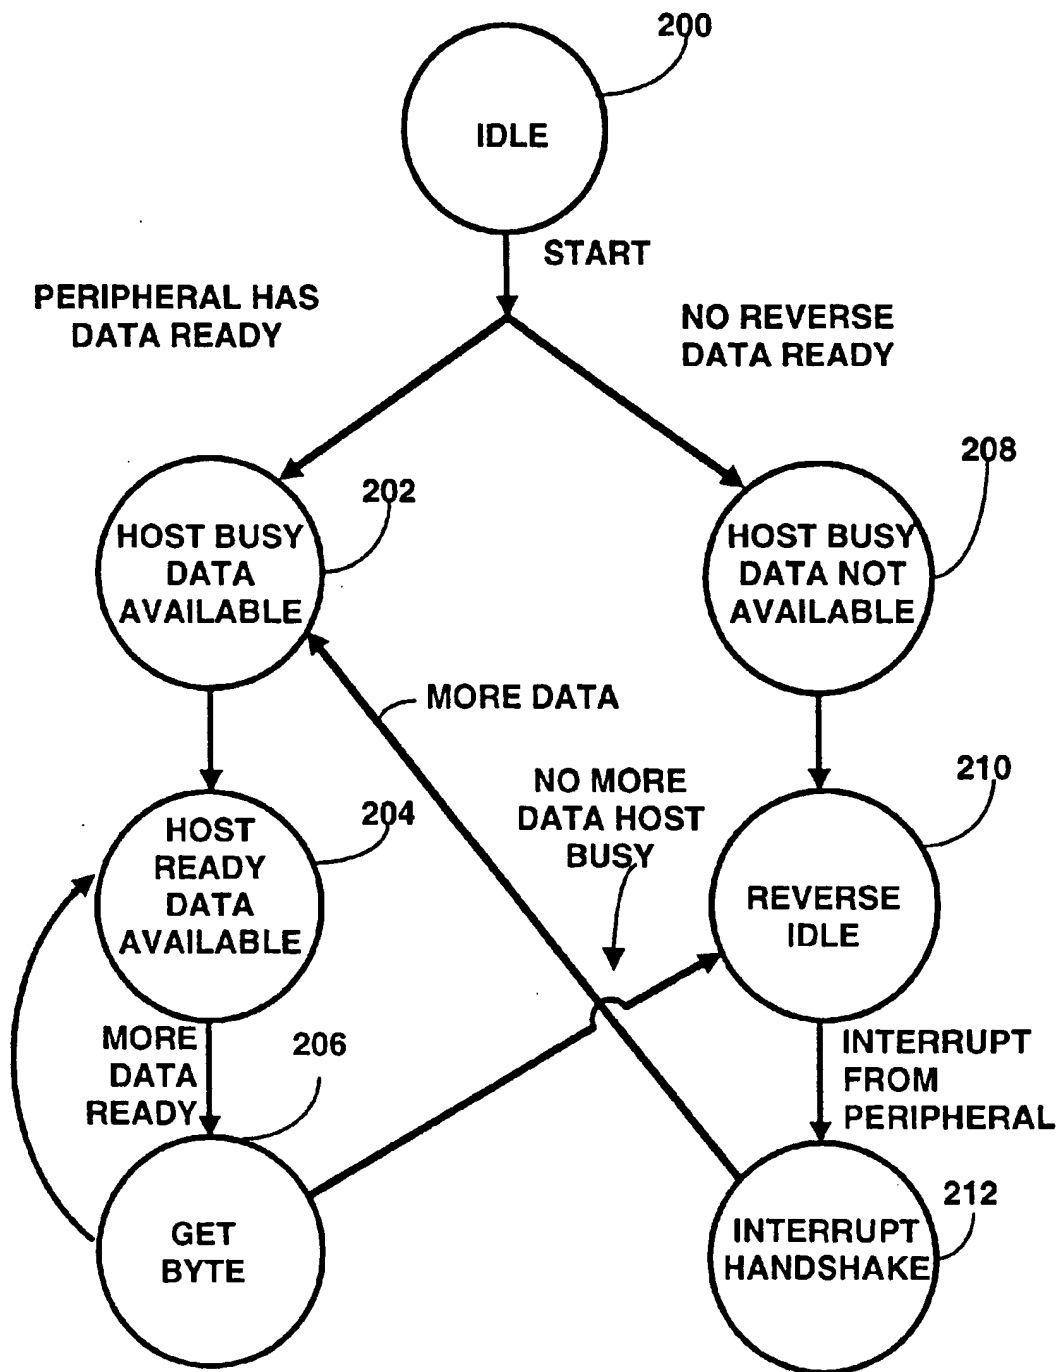 200
IDLE
START
PERIPHERAL HAS
DATA READY
NO REVERSE
DATA READY
202
208
HOST BUSY
DATA
AVAILABLE
HOST BUSY
DATA NOT
AVAILABLE
MORE DATA
NO MORE
DATA HOST
BUSY
204
210
HOST
READY
DATA
AVAILABLE
REVERSE
IDLE
MORE
DATA
READY
206
INTERRUPT
FROM
PERIPHERAL
212
GET
BYTE
INTERRUPT
HANDSHAKE